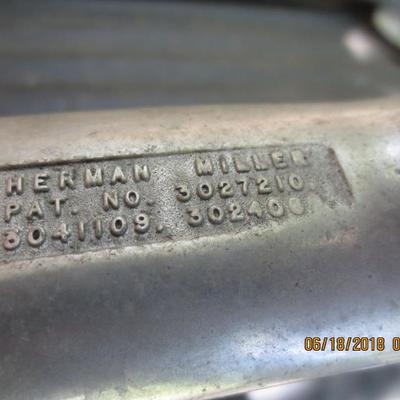 HERMAN MILLER
PAT. NO. 3027210.
3041109.
06/18/2018